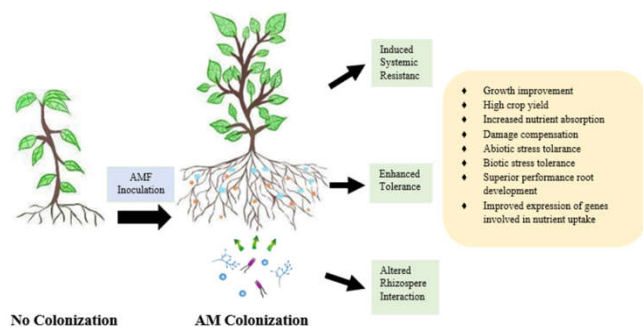 Induced
Systemic
Resistanc
AMF
Inoculation
Enhanced
Tolerance
Altered
Rhizospere
Interaction
♦ Growth improvement
♦ High crop yield
♦ Increased nutrient absorption
♦ Damage compensation
♦ Abiotic stress tolarance
♦ Biotic stress tolerance
♦ Superior performance root
development
♦ Improved expression of genes
involved in nutrient uptake
No Colonization
AM Colonization